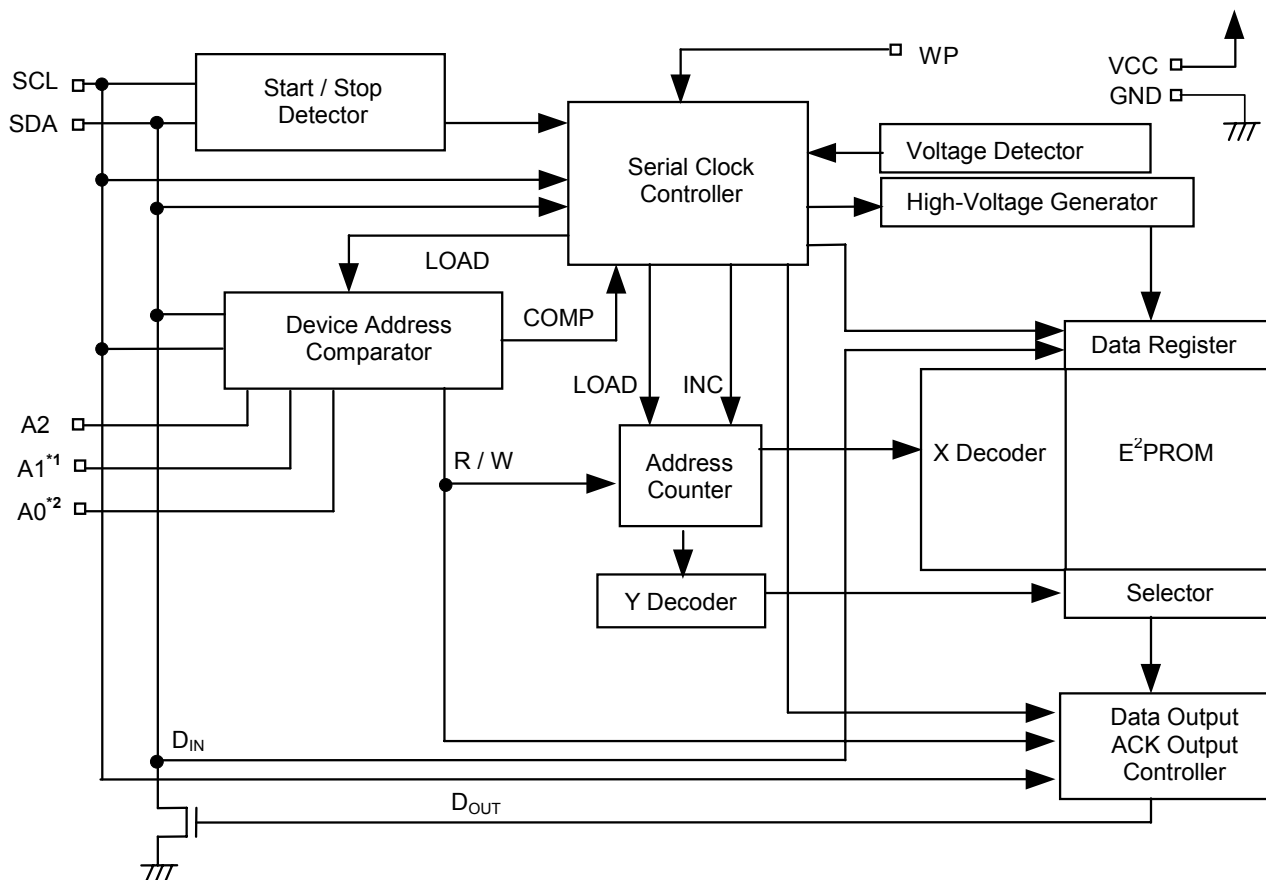 SCL
SDA
Start / Stop
Detector
WP
VCC
GND
Serial Clock
Controller
Voltage Detector
High-Voltage Generator
LOAD
Device Address
Comparator
COMP
LOAD
INC
Data Register
A2
A1*1
A0*2
R / W
Address
Counter
X Decoder
E²PROM
Y Decoder
Selector
Data Output
ACK Output
Controller
DIN
DOUT